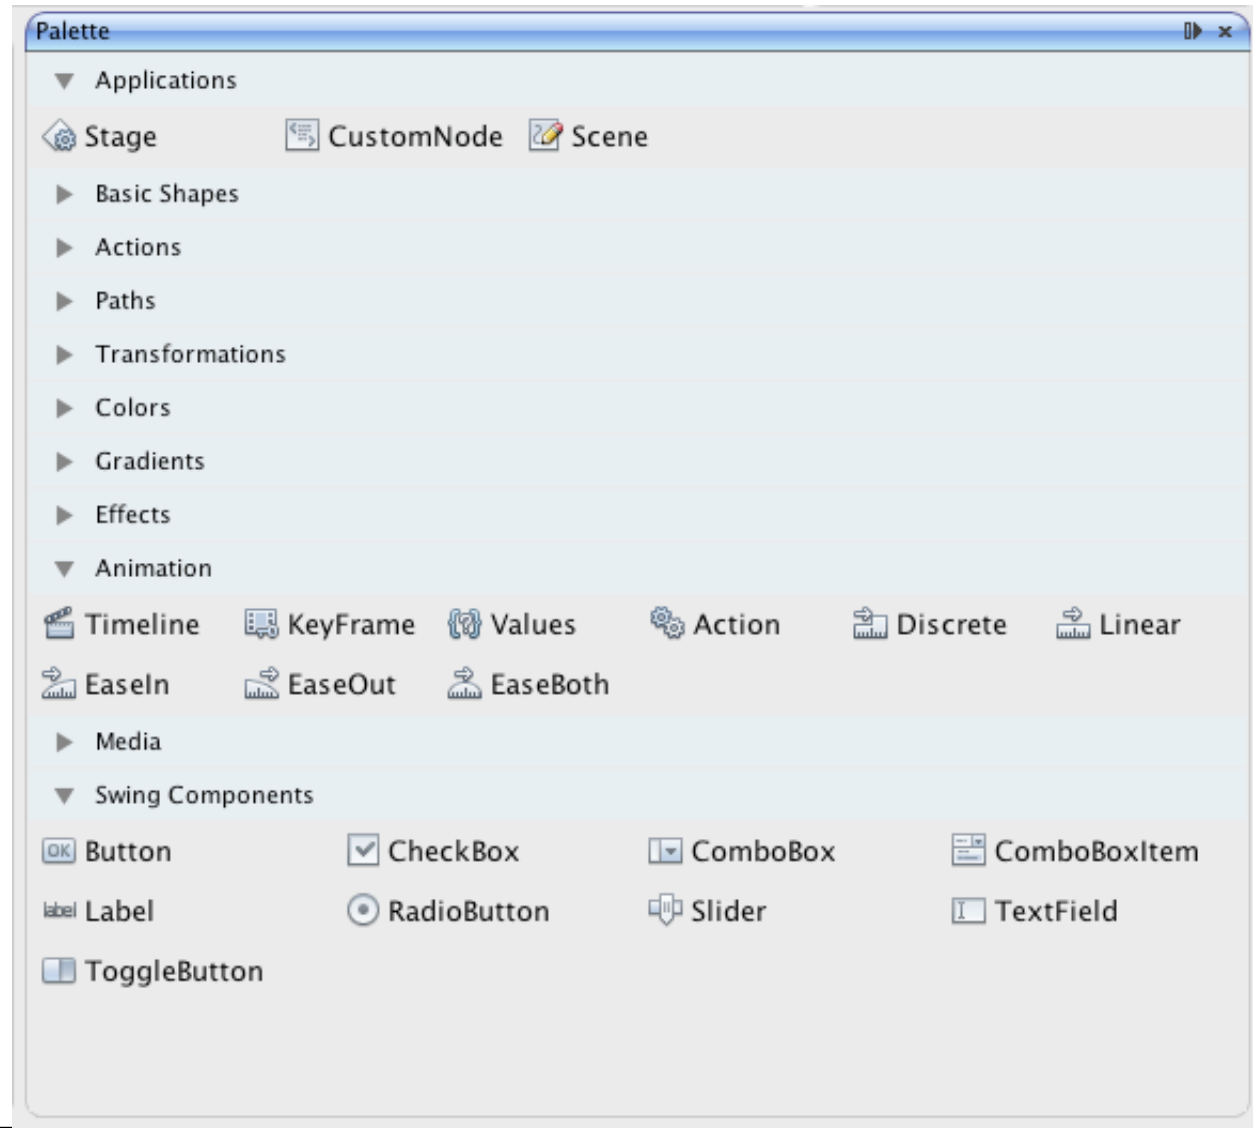 Palette
Applications
Stage CustomNode Scene
Basic Shapes
Actions
Paths
Transformations
Colors
Gradients
Effects
Animation
Timeline KeyFrame Values Action Discrete Linear
EaseIn EaseOut EaseBoth
Media
Swing Components
OK Button CheckBox ComboBox ComboBoxItem
label Label RadioButton Slider TextField
ToggleButton